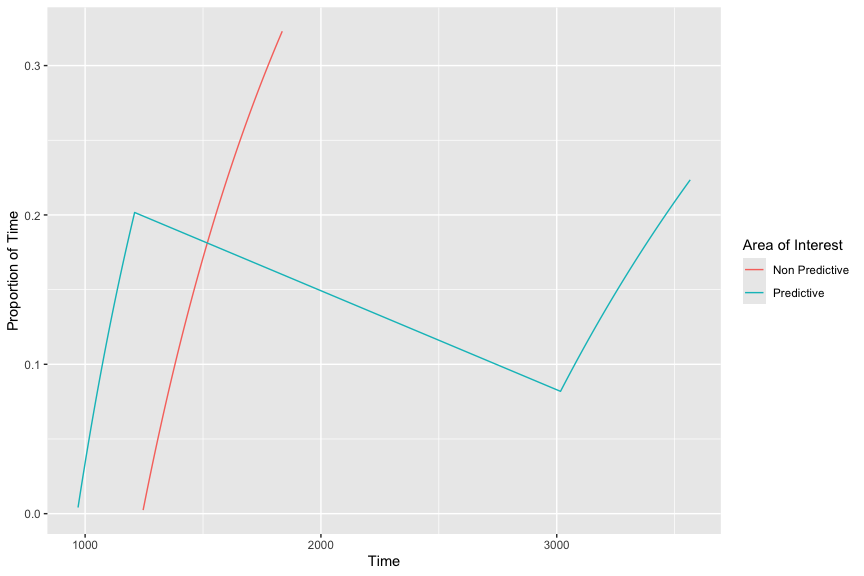 0.3
0.2
0.1
0.0
Proportion of Time
1000 2000 3000
Time
Area of Interest
Non Predictive
Predictive